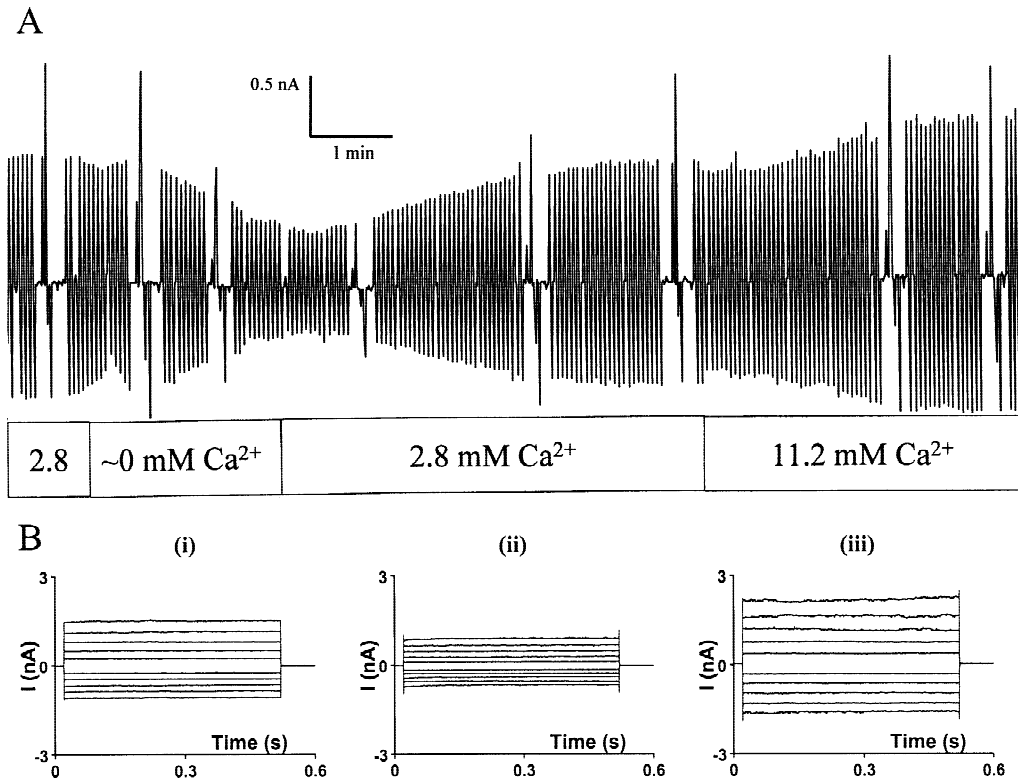 A
0.5 nA
1 min
2.8
~0 mM Ca²⁺
2.8 mM Ca²⁺
11.2 mM Ca²⁺
B
(i)
(ii)
(iii)
3
0
-3
I (nA)
Time (s)
0
0.3
0.6
3
0
-3
I (nA)
Time (s)
0
0.3
0.6
3
0
-3
I (nA)
Time (s)
0
0.3
0.6